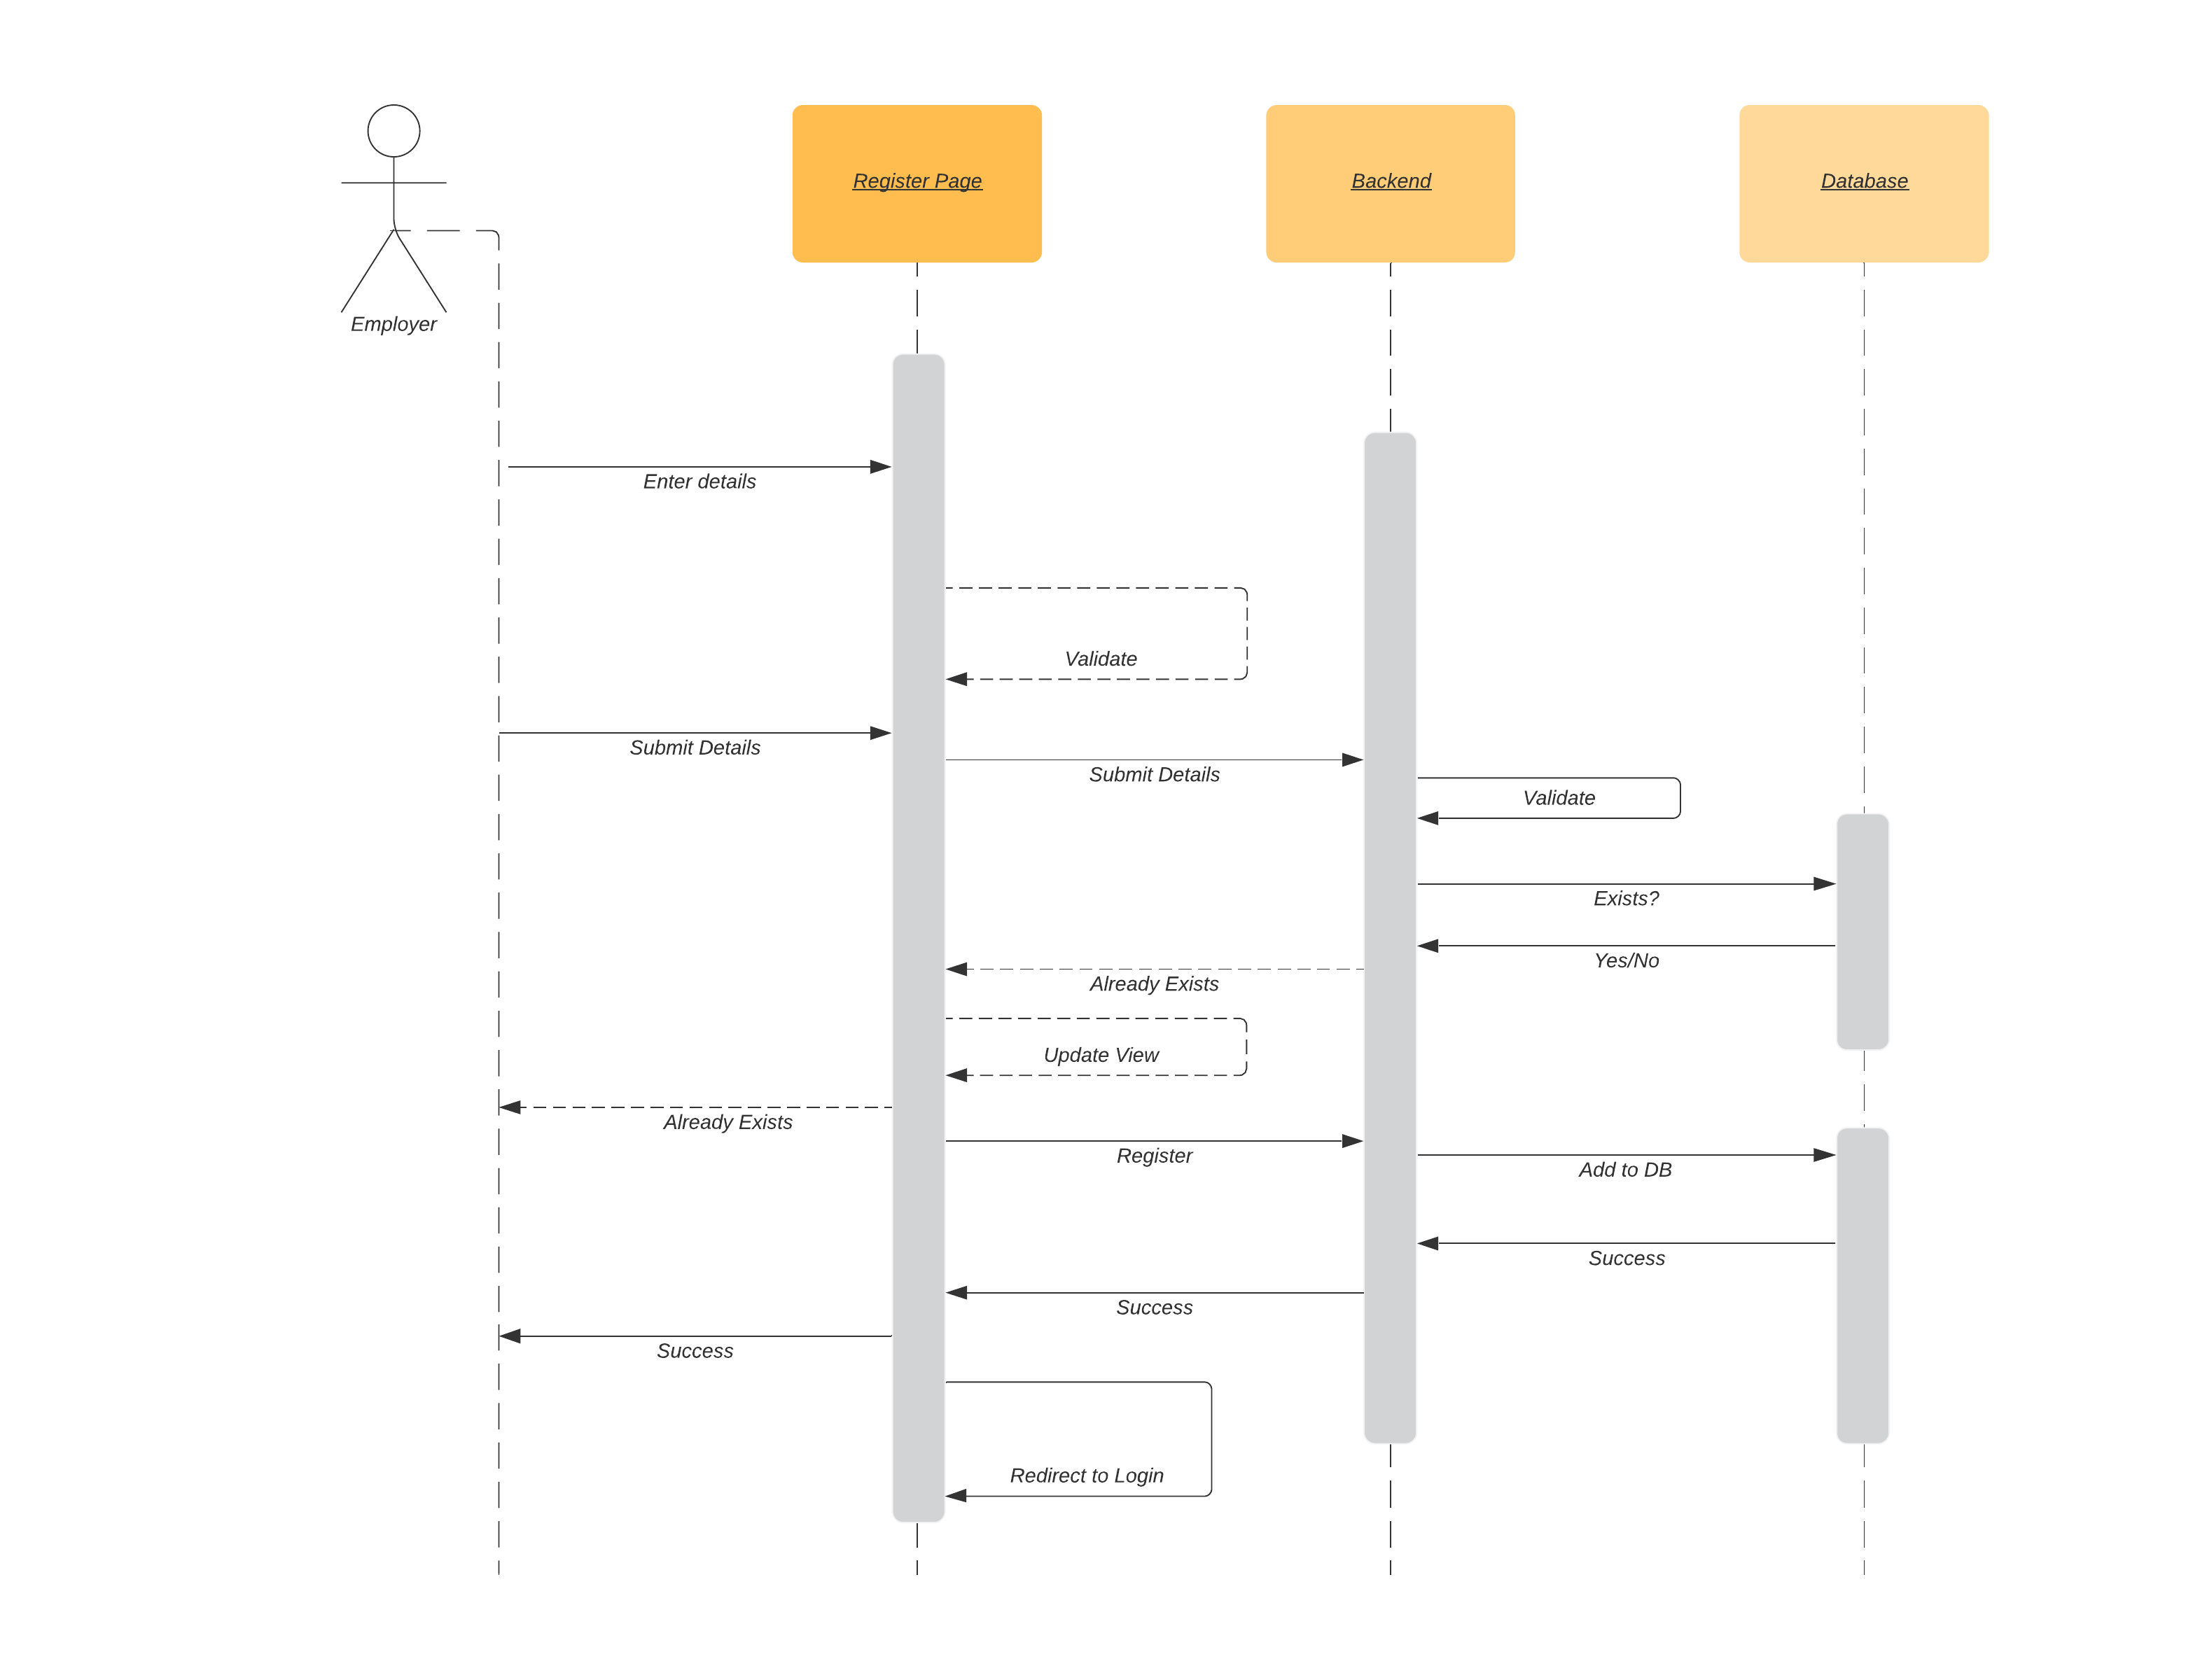 Register Page
Backend
Database
Employer
Enter details
Validate
Submit Details
Submit Details
Validate
Exists?
Yes/No
Already Exists
Update View
Already Exists
Register
Add to DB
Success
Success
Success
Redirect to Login